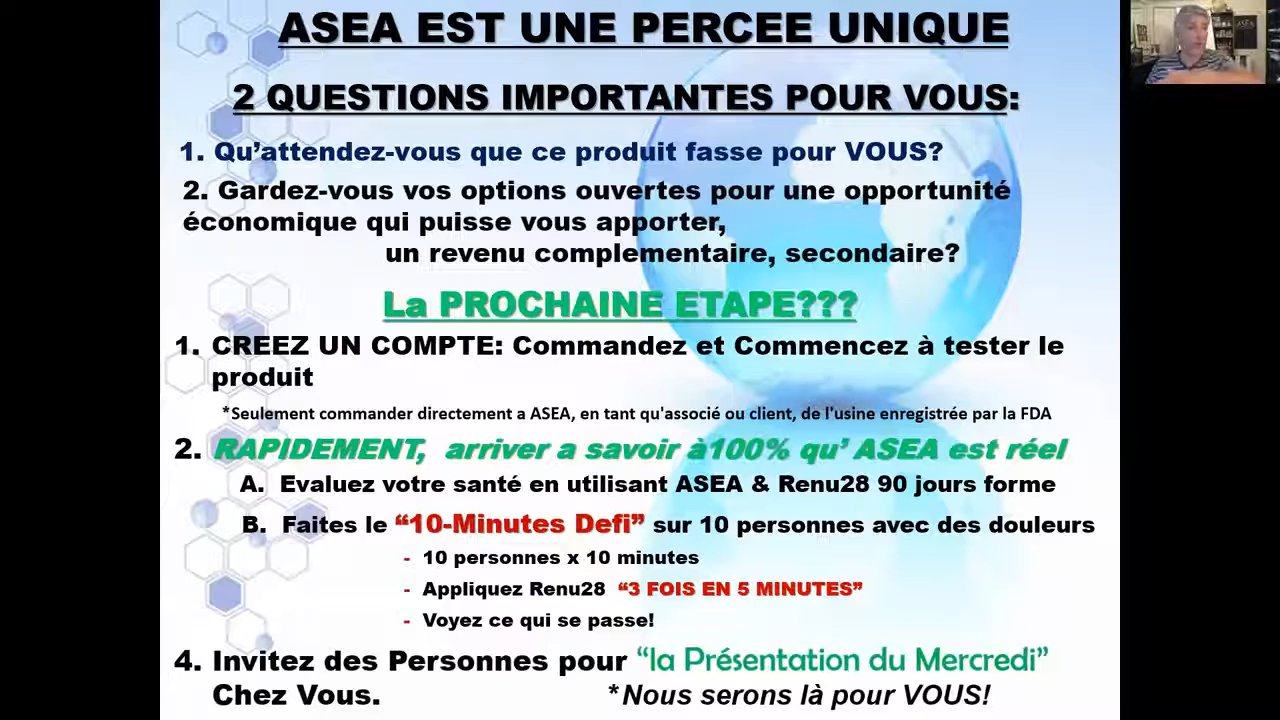 ASEA EST UNE PERCEE UNIQUE
2 QUESTIONS IMPORTANTES POUR VOUS:
1. Qu’attendez-vous que ce produit fasse pour VOUS?
2. Gardez-vous vos options ouvertes pour une opportunité
économique qui puisse vous apporter,
un revenu complementaire, secondaire?
La PROCHAINE ETAPE???
1. CREEZ UN COMPTE: Commandez et Commencez à tester le
produit
*Seulement commander directement a ASEA, en tant qu'associé ou client, de l'usine enregistrée par la FDA
2. RAPIDEMENT, arriver a savoir à100% qu’ ASEA est réel
A. Evaluez votre santé en utilisant ASEA & Renu28 90 jours forme
B. Faites le “10-Minutes Defi” sur 10 personnes avec des douleurs
- 10 personnes x 10 minutes
- Appliquez Renu28 “3 FOIS EN 5 MINUTES”
- Voyez ce qui se passe!
4. Invitez des Personnes pour “la Présentation du Mercredi”
Chez Vous. *Nous serons là pour VOUS!
ASEA